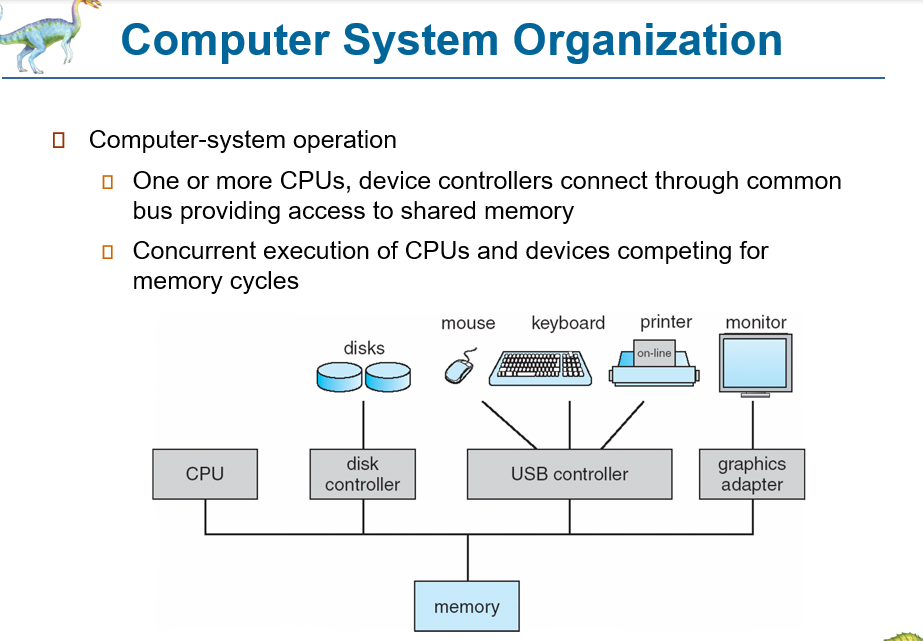 Computer System Organization
Computer-system operation
One or more CPUs, device controllers connect through common
bus providing access to shared memory
Concurrent execution of CPUs and devices competing for
memory cycles
mouse keyboard printer monitor
disks
on-line
CPU
disk
controller
USB controller
graphics
adapter
memory